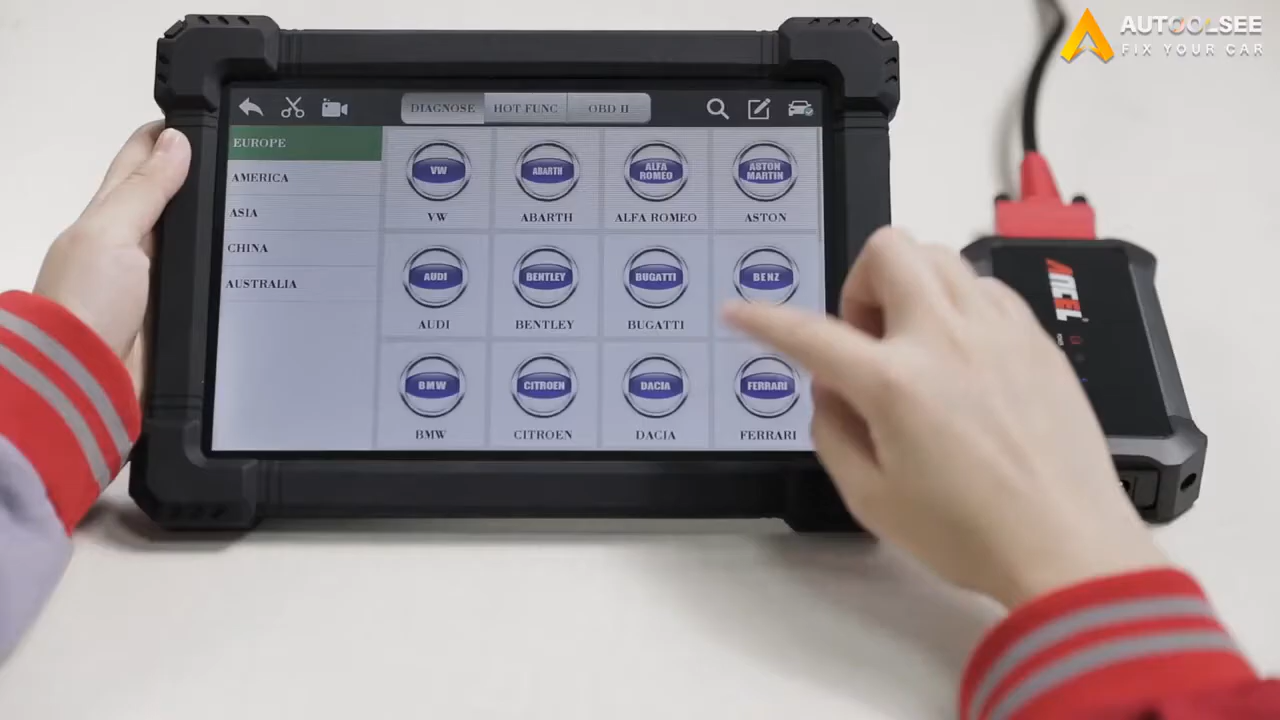 AUTOOLSEE
FIX YOUR CAR
DIAGNOSE HOT FUNC OBD II
EUROPE
AMERICA
ASIA
CHINA
AUSTRALIA
VW ABARTH ALFA ROMEO ASTON MARTIN
VW ABARTH ALFA ROMEO ASTON
AUDI BENTLEY BUGATTI BENZ
AUDI BENTLEY BUGATTI
BMW CITROEN DACIA FERRARI
BMW CITROEN DACIA FERRARI
ANCEL